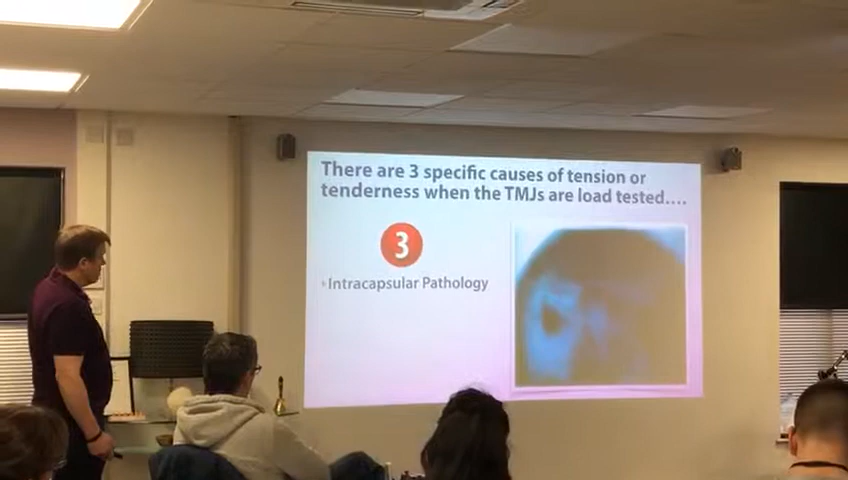 There are 3 specific causes of tension or
tenderness when the TMJs are load tested....
3
Intracapsular Pathology